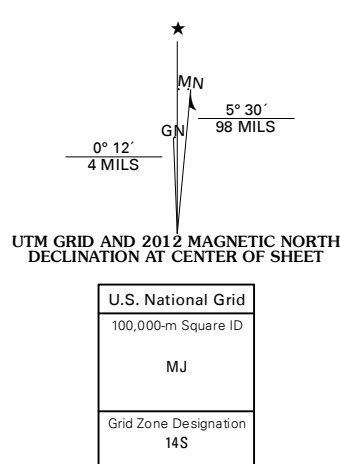 ★
MN
5° 30´
98 MILS
GN
0° 12´
4 MILS
UTM GRID AND 2012 MAGNETIC NORTH
DECLINATION AT CENTER OF SHEET
U.S. National Grid
100,000-m Square ID
MJ
Grid Zone Designation
14S